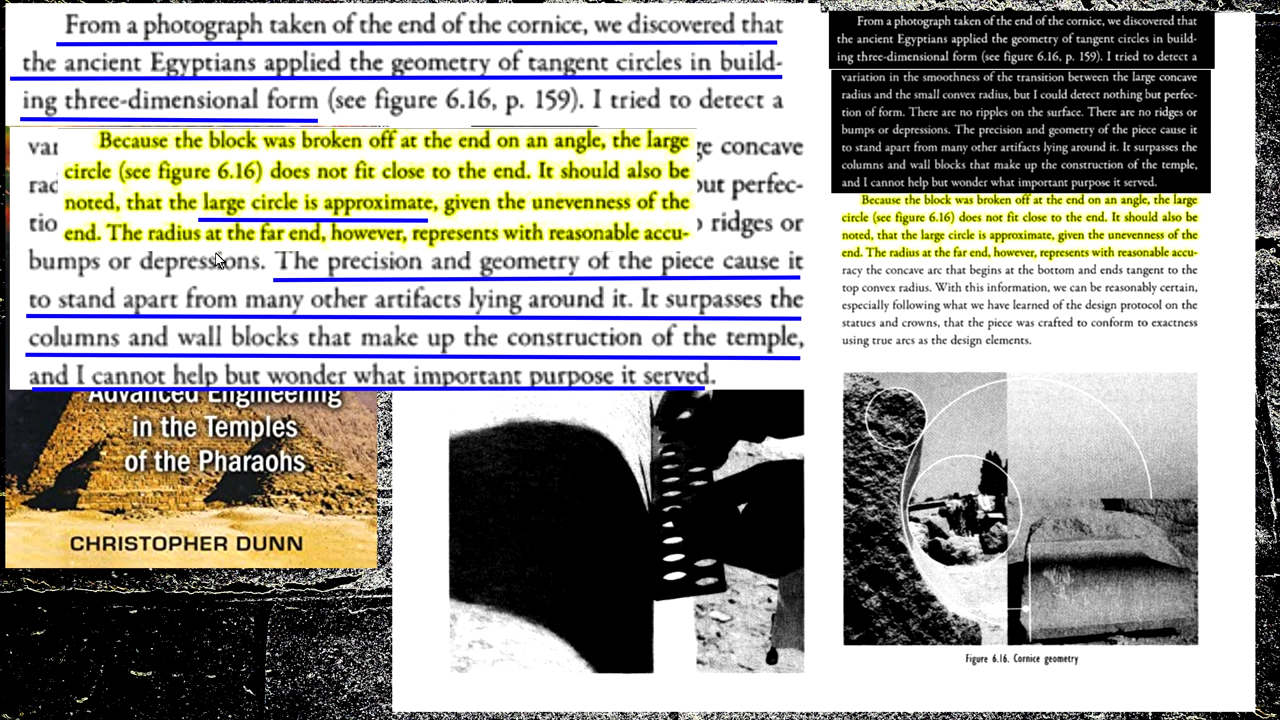 From a photograph taken of the end of the cornice, we discovered that
the ancient Egyptians applied the geometry of tangent circles in build-
ing three-dimensional form (see figure 6.16, p. 159). I tried to detect a
Because the block was broken off at the end on an angle, the large
circle (see figure 6.16) does not fit close to the end. It should also be
noted, that the large circle is approximate, given the unevenness of the
end. The radius at the far end, however, represents with reasonable accu-
var
ge concave
rad
out perfec-
tio
ridges or
bumps or depressions. The precision and geometry of the piece cause it
to stand apart from many other artifacts lying around it. It surpasses the
columns and wall blocks that make up the construction of the temple,
and I cannot help but wonder what important purpose it served.
Advanced Engineering
in the Temples
of the Pharaohs
CHRISTOPHER DUNN
From a photograph taken of the end of the cornice, we discovered that
the ancient Egyptians applied the geometry of tangent circles in build-
ing three-dimensional form (see figure 6.16, p. 159). I tried to detect a
variation in the smoothness of the transition between the large concave
radius and the small convex radius, but I could detect nothing but perfec-
tion of form. There are no ripples on the surface. There are no ridges or
bumps or depressions. The precision and geometry of the piece cause it
to stand apart from many other artifacts lying around it. It surpasses the
columns and wall blocks that make up the construction of the temple,
and I cannot help but wonder what important purpose it served.
Because the block was broken off at the end on an angle, the large
circle (see figure 6.16) does not fit close to the end. It should also be
noted, that the large circle is approximate, given the unevenness of the
end. The radius at the far end, however, represents with reasonable accu-
racy the concave arc that begins at the bottom and ends tangent to the
top convex radius. With this information, we can be reasonably certain,
especially following what we have learned of the design protocol on the
statues and crowns, that the piece was crafted to conform to exactness
using true arcs as the design elements.
Figure 6.16. Cornice geometry